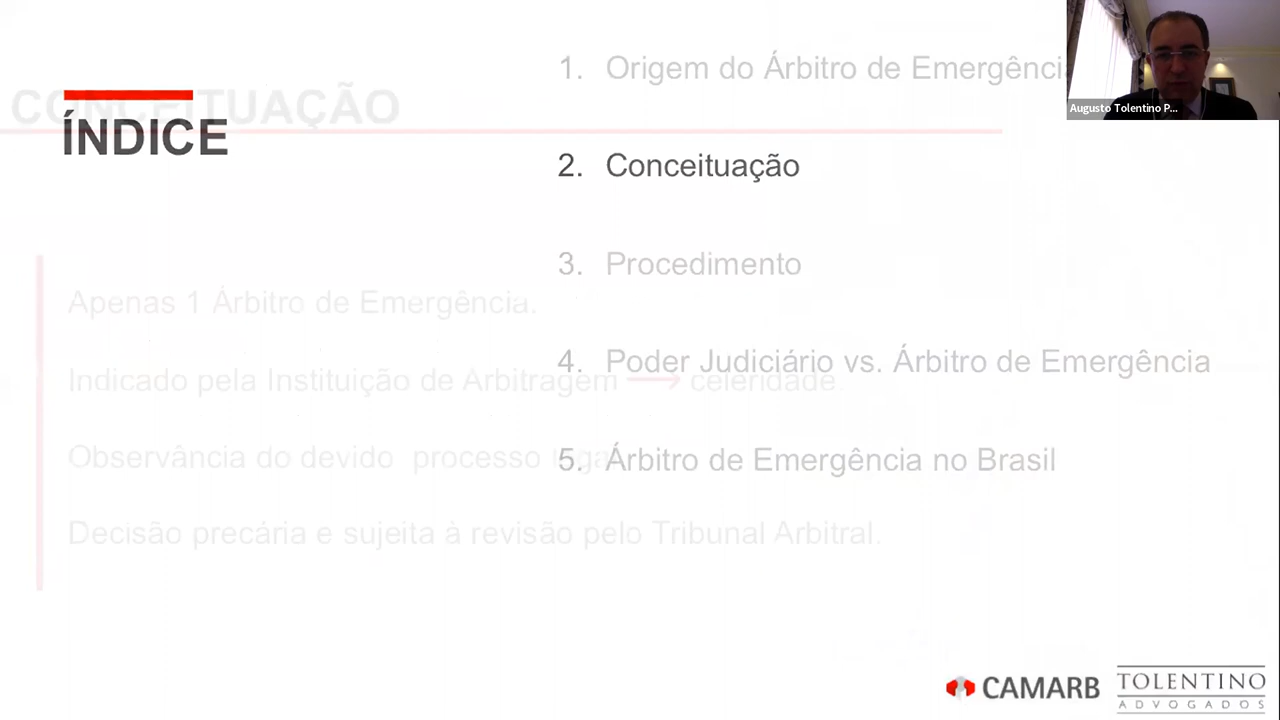 CONCEITUAÇÃO
ÍNDICE
1. Origem do Árbitro de Emergênci
2. Conceituação
3. Procedimento
4. Poder Judiciário vs. Árbitro de Emergência
5. Árbitro de Emergência no Brasil
Apenas 1 Árbitro de Emergência.
Indicado pela Instituição de Arbitragem → celeridade.
Observância do devido processo
Decisão precária e sujeita à revisão pelo Tribunal Arbitral.
Augusto Tolentino P...
CAMARB
TOLENTINO
ADVOGADOS